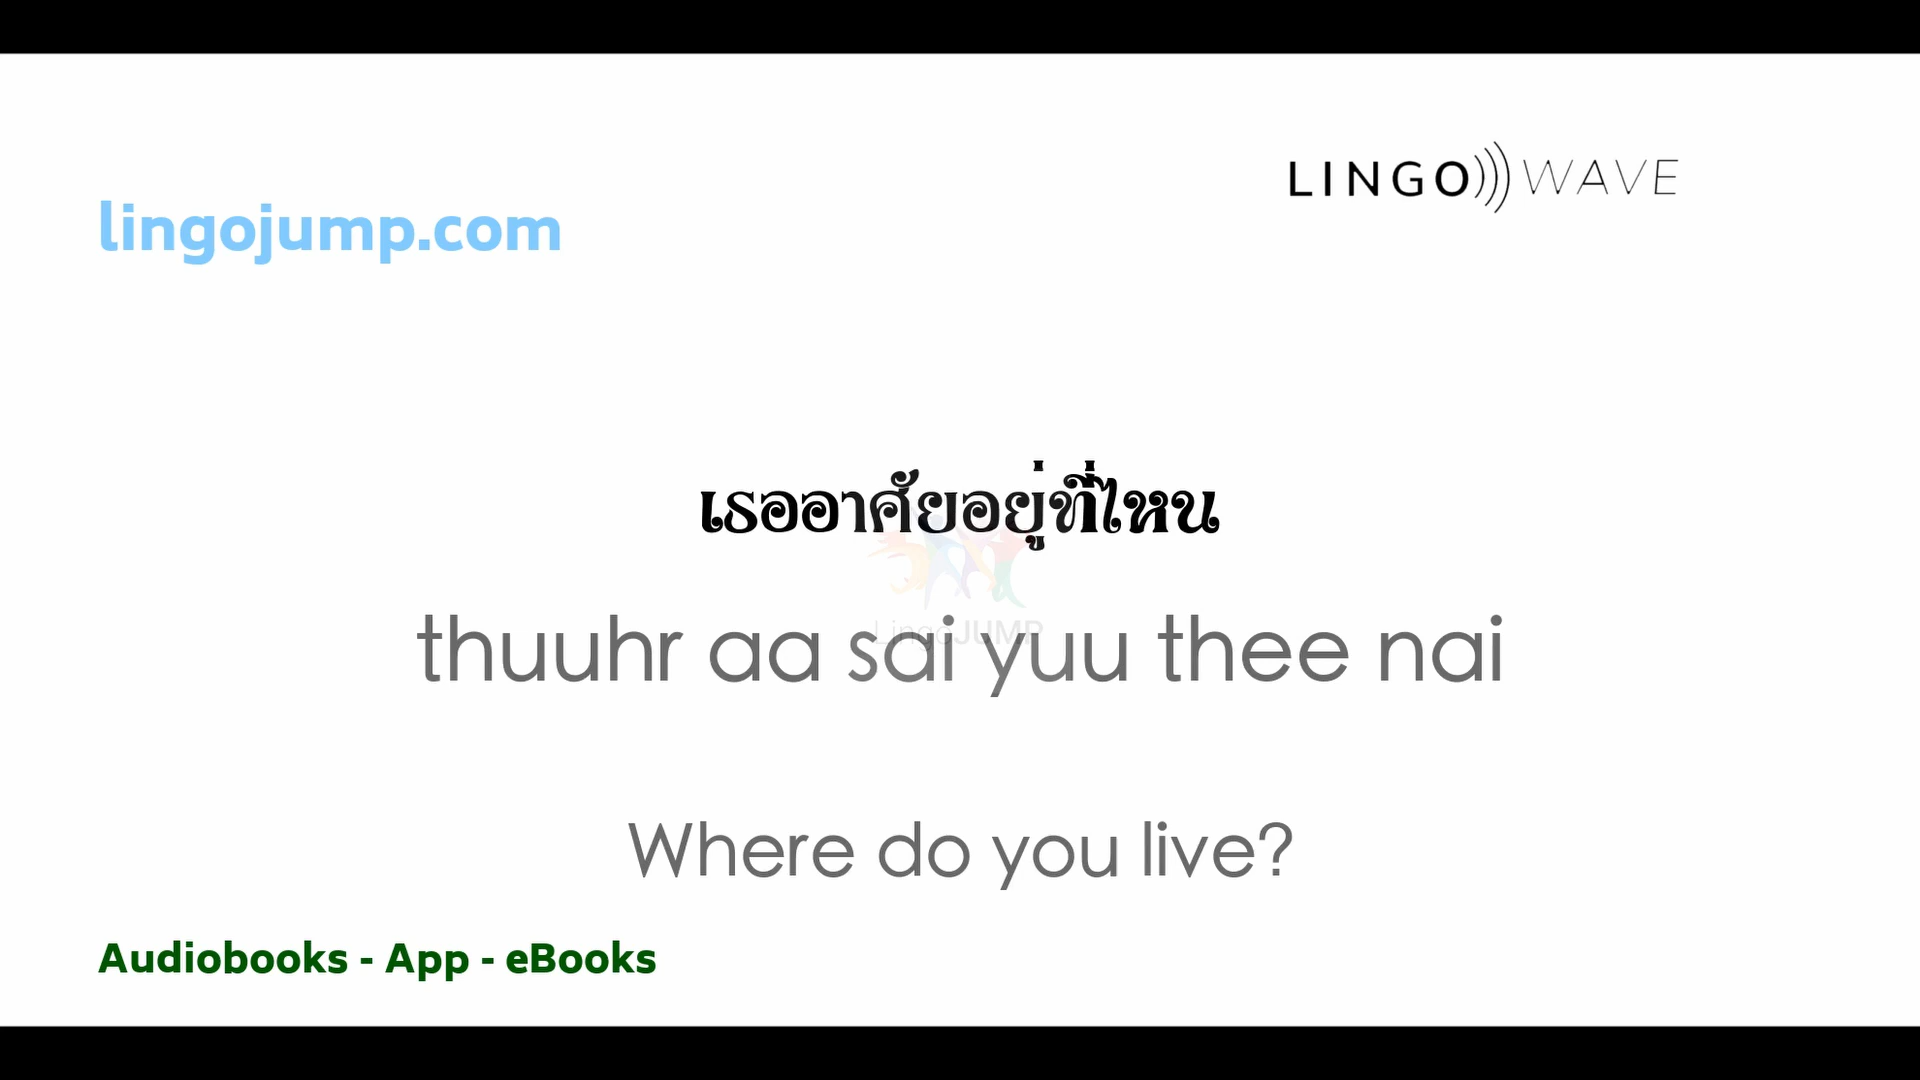 LINGO WAVE
lingojump.com
เธออาศัยอยู่ที่ไหน
LingoJUMP
thuuhr aa sai yuu thee nai
Where do you live?
Audiobooks - App - eBooks